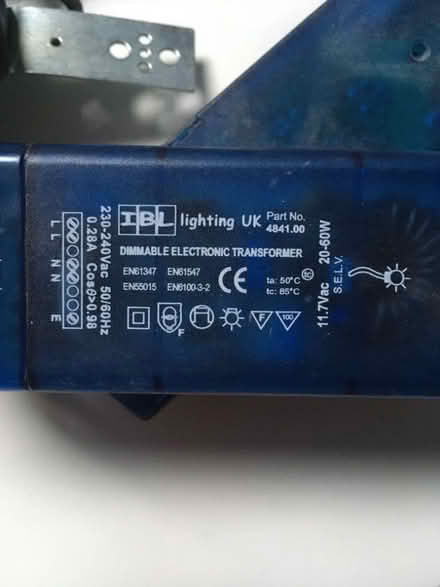 L L N N E
230-240Vac 50/60Hz
0.28A Cosθ>0.98
IBL lighting UK Part No. 4841.00
DIMMABLE ELECTRONIC TRANSFORMER
EN61347 EN61547
EN55015 EN6100-3-2
CE
ta: 50°C
tc: 85°C
F F 100
11.7Vac 20-60W
S.E.L.V.